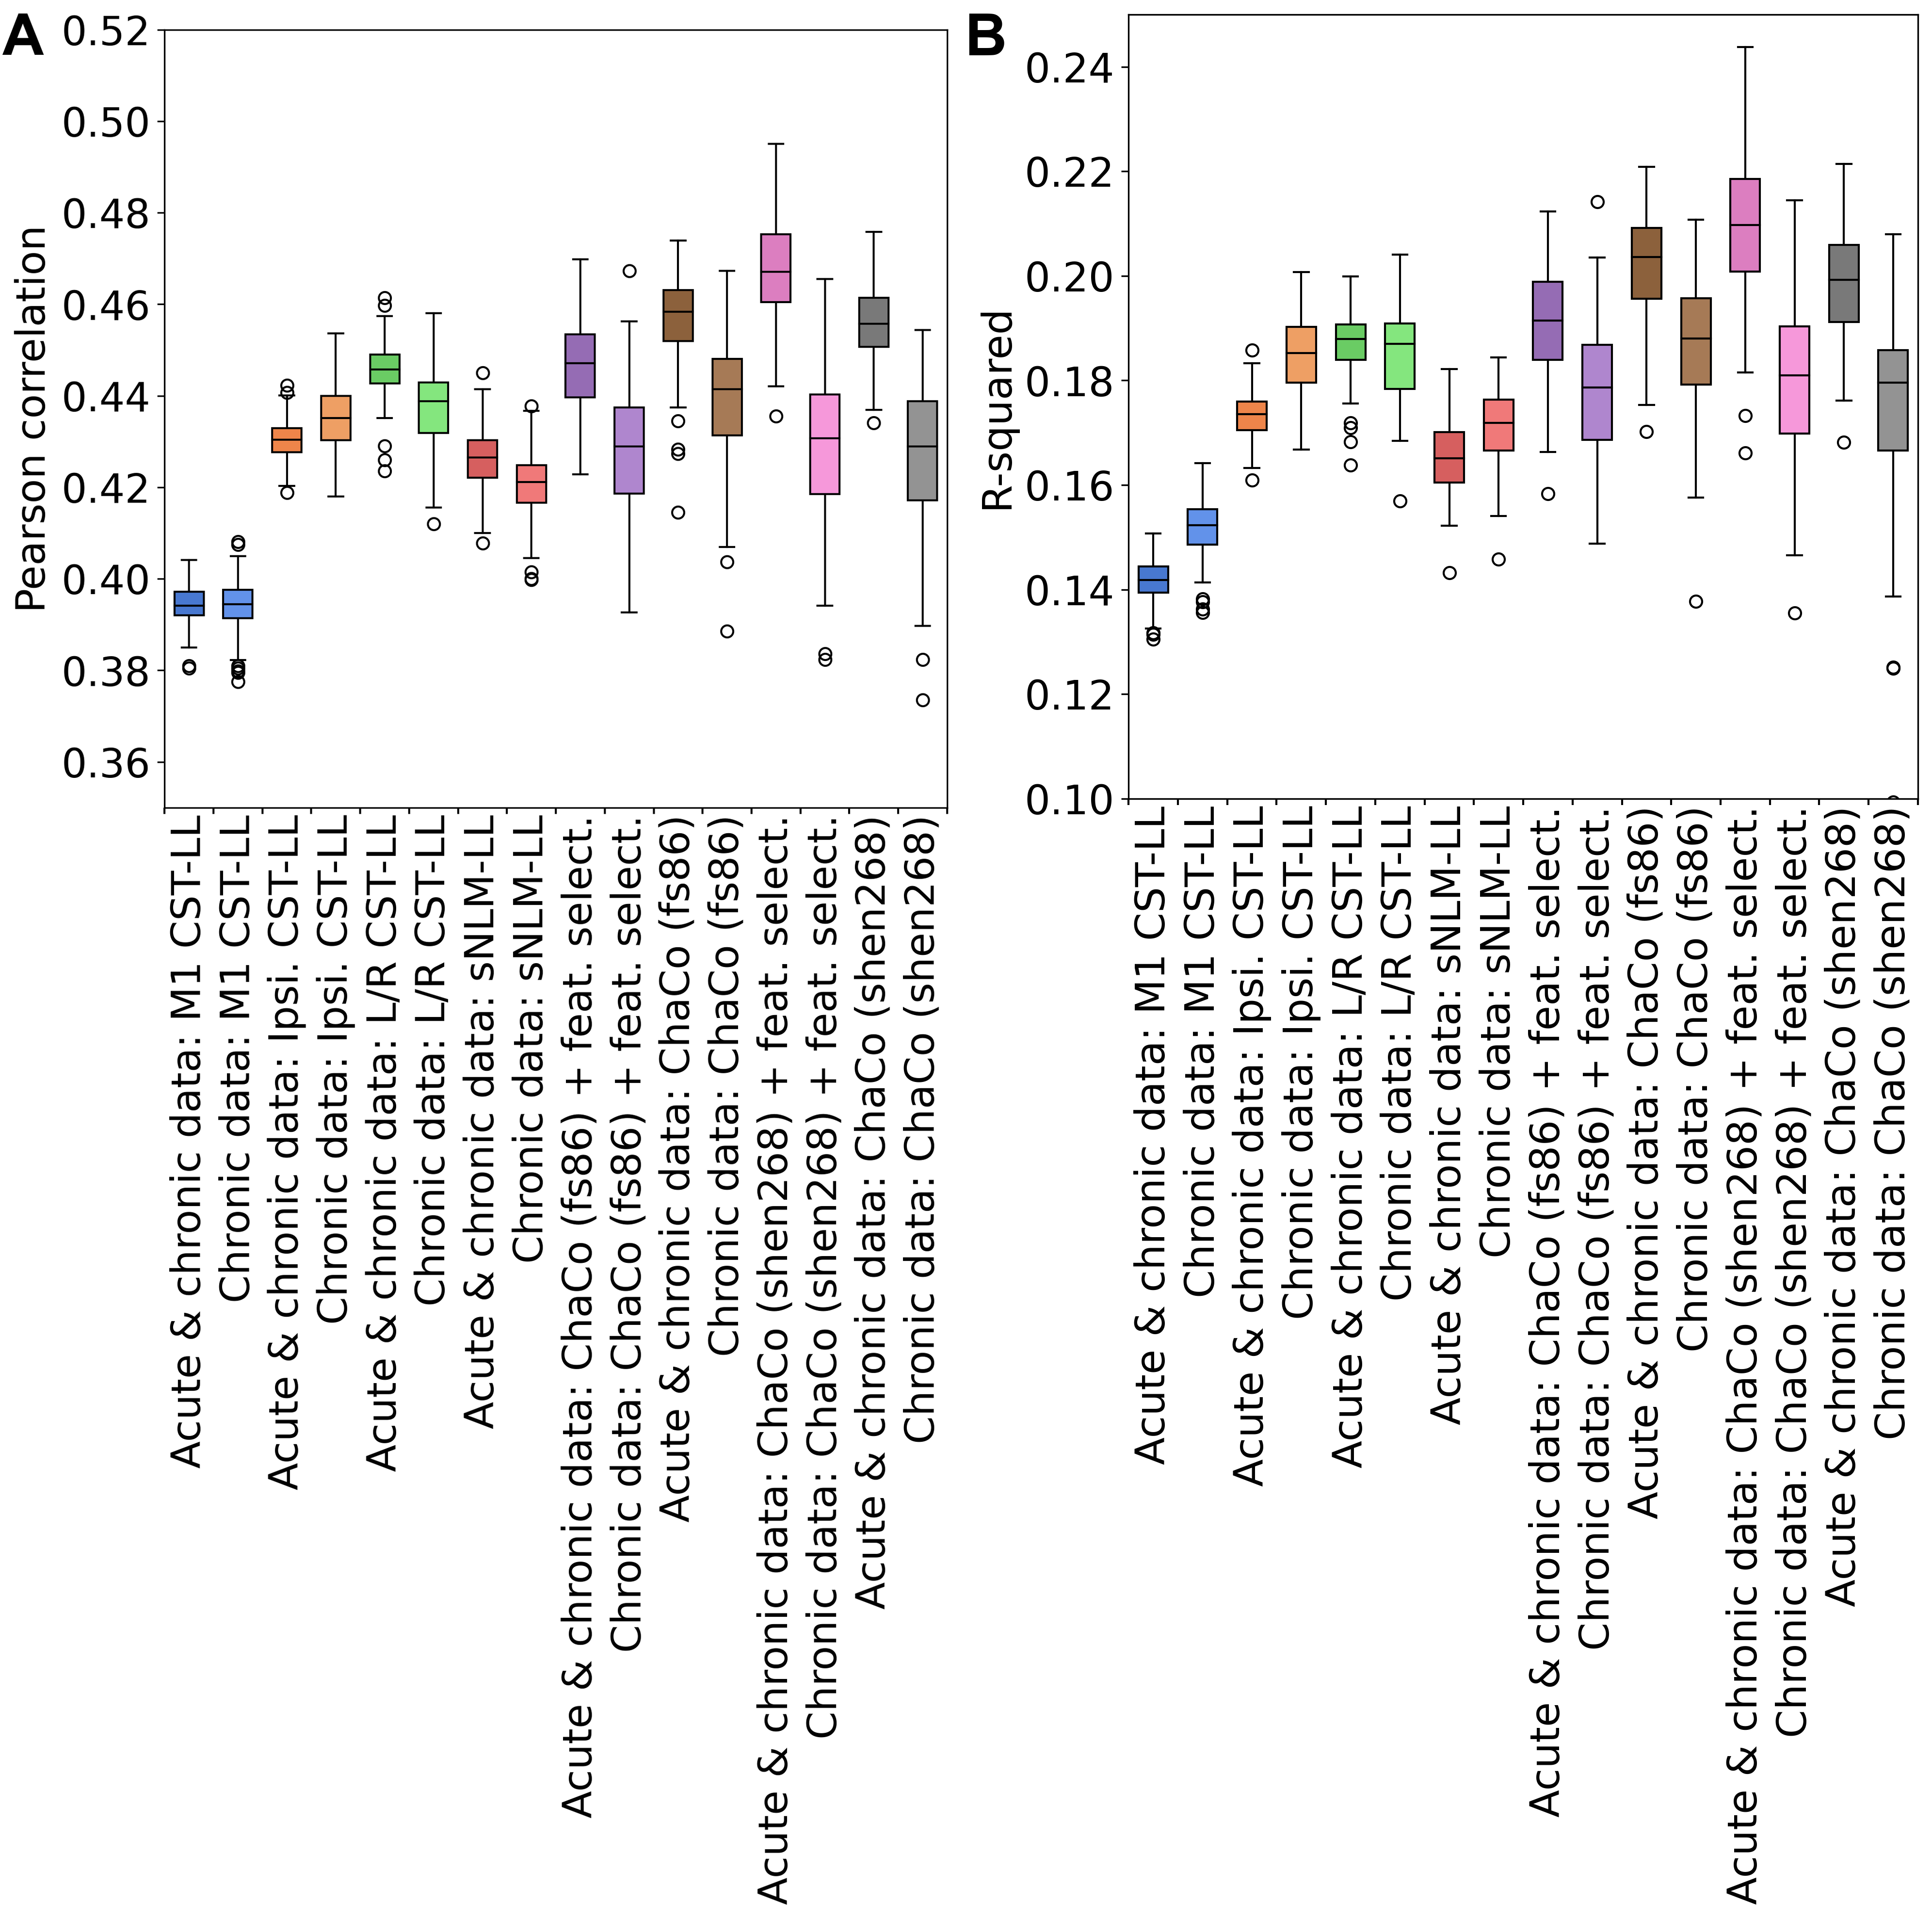 A
Pearson correlation
0.52
0.50
0.48
0.46
0.44
0.42
0.40
0.38
0.36
Acute & chronic data: M1 CST-LL
Chronic data: M1 CST-LL
Acute & chronic data: Ipsi. CST-LL
Chronic data: Ipsi. CST-LL
Acute & chronic data: L/R CST-LL
Chronic data: L/R CST-LL
Acute & chronic data: sNLM-LL
Chronic data: sNLM-LL
Acute & chronic data: ChaCo (fs86) + feat. select.
Chronic data: ChaCo (fs86) + feat. select.
Acute & chronic data: ChaCo (fs86)
Chronic data: ChaCo (fs86)
Acute & chronic data: ChaCo (shen268) + feat. select.
Chronic data: ChaCo (shen268) + feat. select.
Acute & chronic data: ChaCo (shen268)
Chronic data: ChaCo (shen268)
B
R-squared
0.24
0.22
0.20
0.18
0.16
0.14
0.12
0.10
Acute & chronic data: M1 CST-LL
Chronic data: M1 CST-LL
Acute & chronic data: Ipsi. CST-LL
Chronic data: Ipsi. CST-LL
Acute & chronic data: L/R CST-LL
Chronic data: L/R CST-LL
Acute & chronic data: sNLM-LL
Chronic data: sNLM-LL
Acute & chronic data: ChaCo (fs86) + feat. select.
Chronic data: ChaCo (fs86) + feat. select.
Acute & chronic data: ChaCo (fs86)
Chronic data: ChaCo (fs86)
Acute & chronic data: ChaCo (shen268) + feat. select.
Chronic data: ChaCo (shen268) + feat. select.
Acute & chronic data: ChaCo (shen268)
Chronic data: ChaCo (shen268)